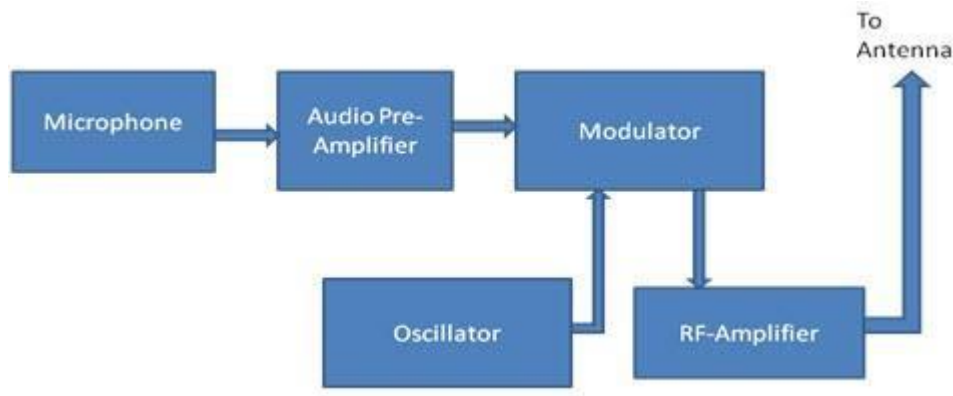 To
Antenna
Microphone
Audio Pre-
Amplifier
Modulator
Oscillator
RF-Amplifier